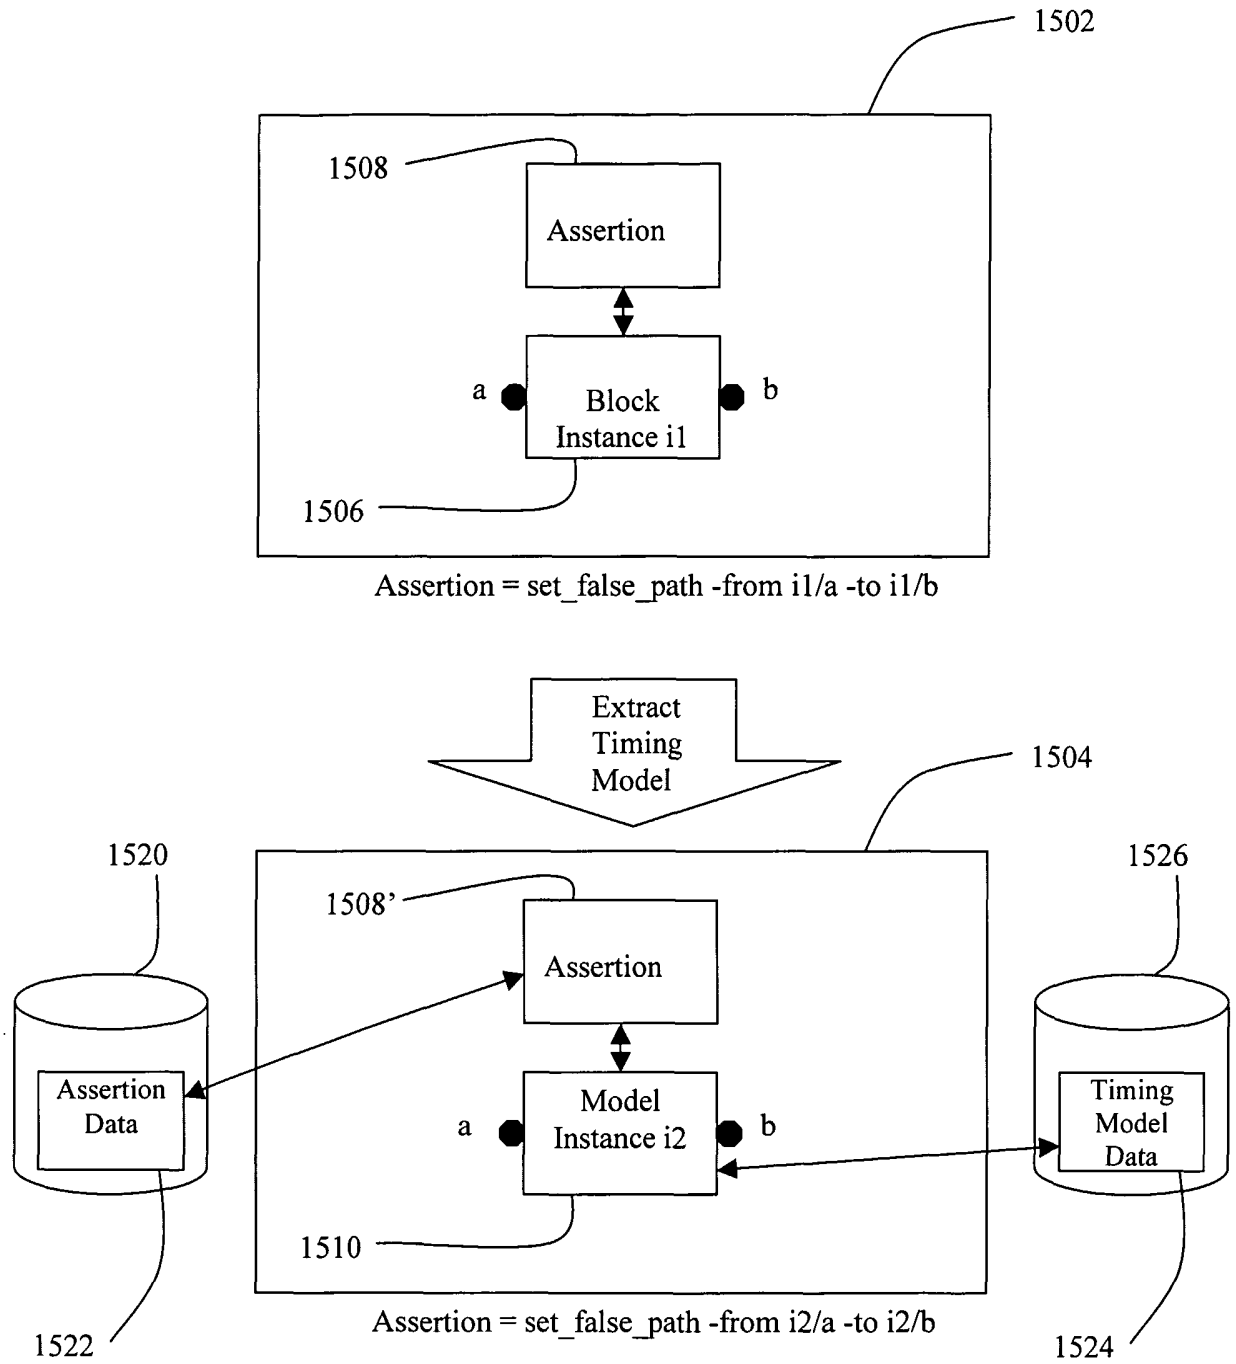 1502
1508
Assertion
a
b
Block
Instance i1
1506
Assertion = set_false_path -from i1/a -to i1/b
Extract
Timing
Model
1504
1520
1526
1508’
Assertion
Assertion
Data
Model
Instance i2
a
b
Timing
Model
Data
1510
Assertion = set_false_path -from i2/a -to i2/b
1522
1524